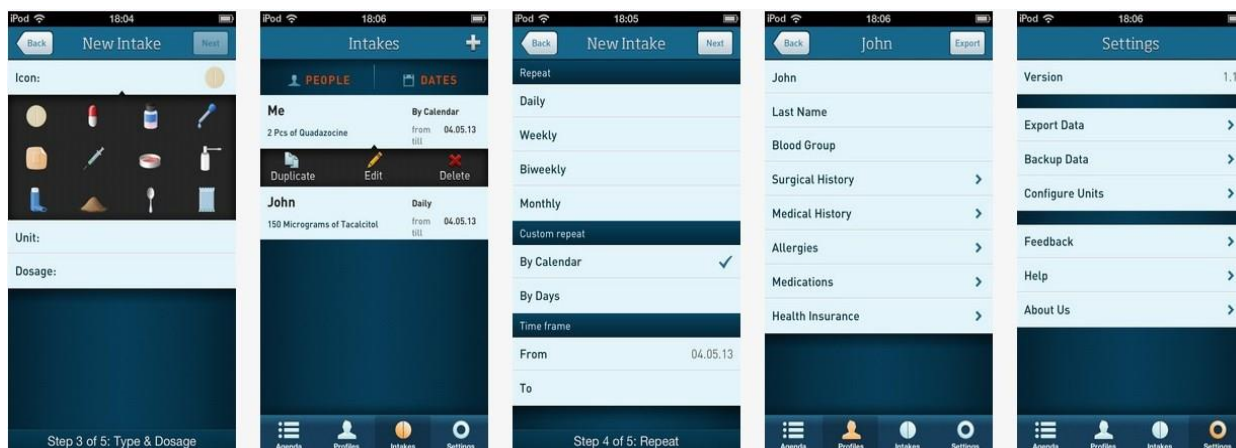 iPod 18:04
Back New Intake Next
Icon:
Unit:
Dosage:
Step 3 of 5: Type & Dosage
iPod 18:06
Intakes +
PEOPLE DATES
Me By Calendar
2 Pcs of Quadazocine from 04.05.13
till
Duplicate Edit Delete
John Daily
150 Micrograms of Tacalcitol from 04.05.13
till
Agenda Profiles Intakes Settings
iPod 18:05
Back New Intake Next
Repeat
Daily
Weekly
Biweekly
Monthly
Custom repeat
By Calendar
By Days
Time frame
From 04.05.13
To
Step 4 of 5: Repeat
iPod 18:06
Back John Export
John
Last Name
Blood Group
Surgical History
Medical History
Allergies
Medications
Health Insurance
Agenda Profiles Intakes Settings
iPod 18:06
Settings
Version 1.1
Export Data
Backup Data
Configure Units
Feedback
Help
About Us
Agenda Profiles Intakes Settings